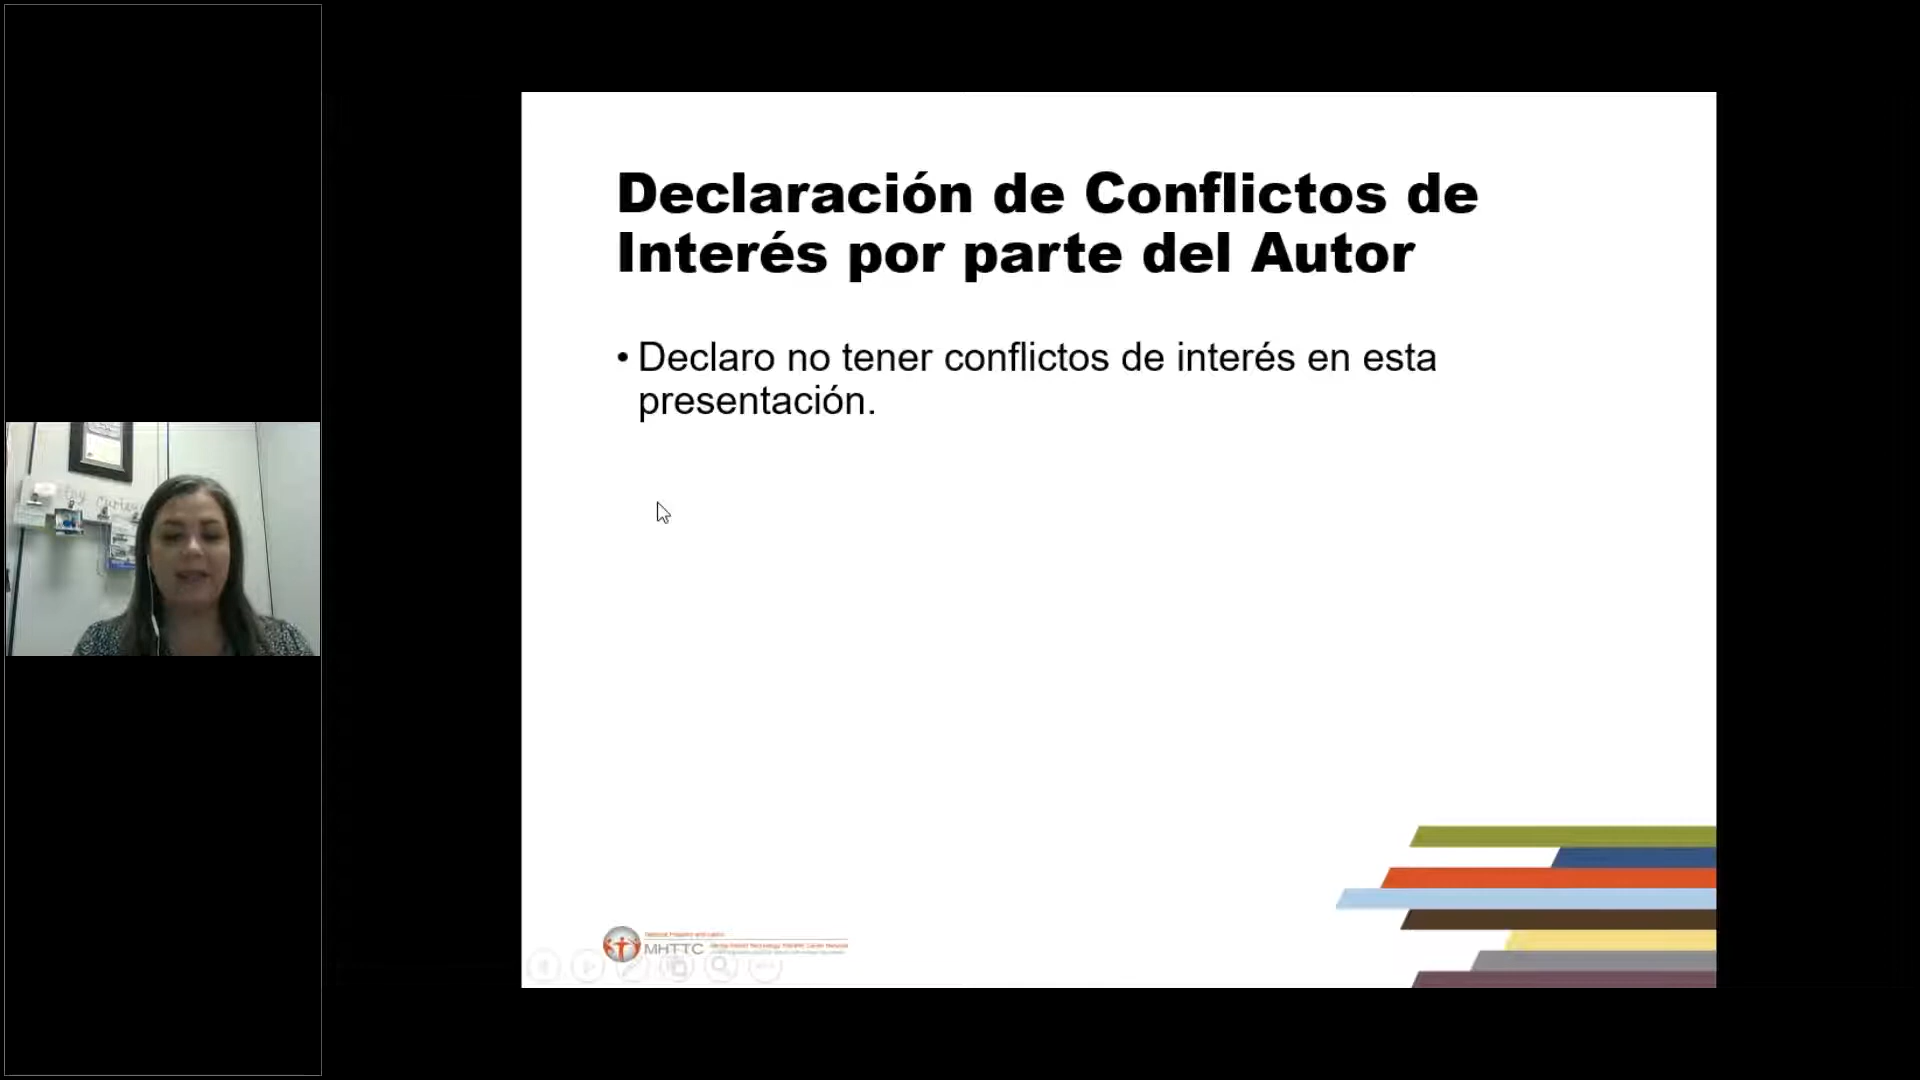 Declaración de Conflictos de
Interés por parte del Autor
• Declaro no tener conflictos de interés en esta
presentación.
MHTTC